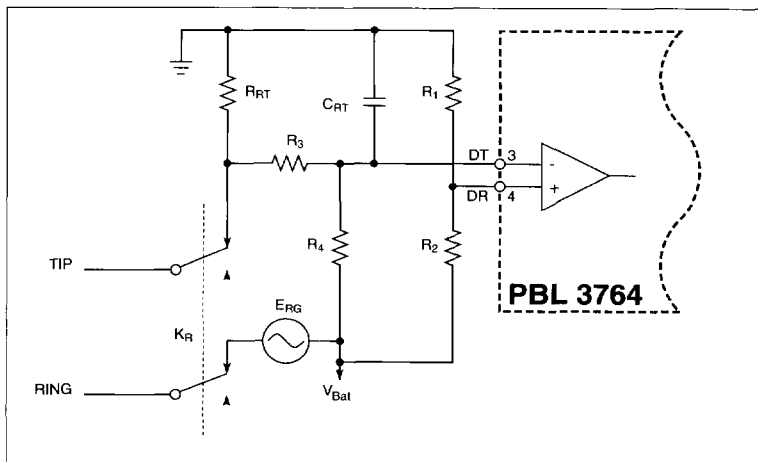 R_RT
C_RT
R_1
R_3
DT 3
-
DR 4
+
R_4
R_2
TIP
PBL 3764
E_RG
K_R
RING
V_Bat